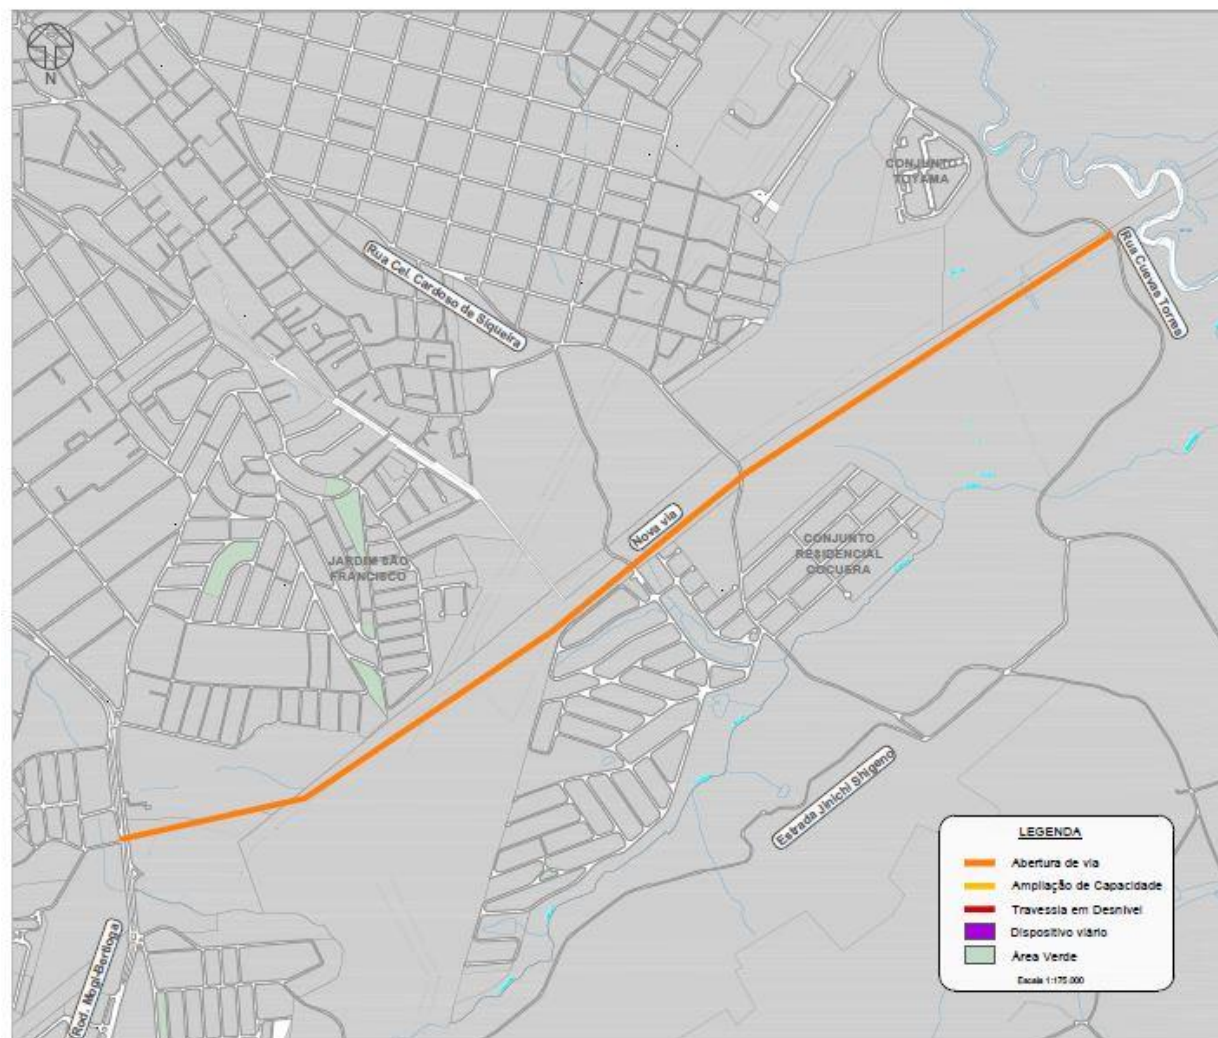 N
CONJUNTO
TOYAMA
Rua Cuevas Torres
Rua Cel. Cardoso de Siqueira
Nova via
CONJUNTO
RESIDENCIAL
COCUERA
JARDIM SÃO
FRANCISCO
Estrada Jinichi Shigeno
Rod. Mogi-Bertioga
LEGENDA
Abertura de via
Ampliação de Capacidade
Travessia em Desnível
Dispositivo viário
Área Verde
Escala 1:175.000